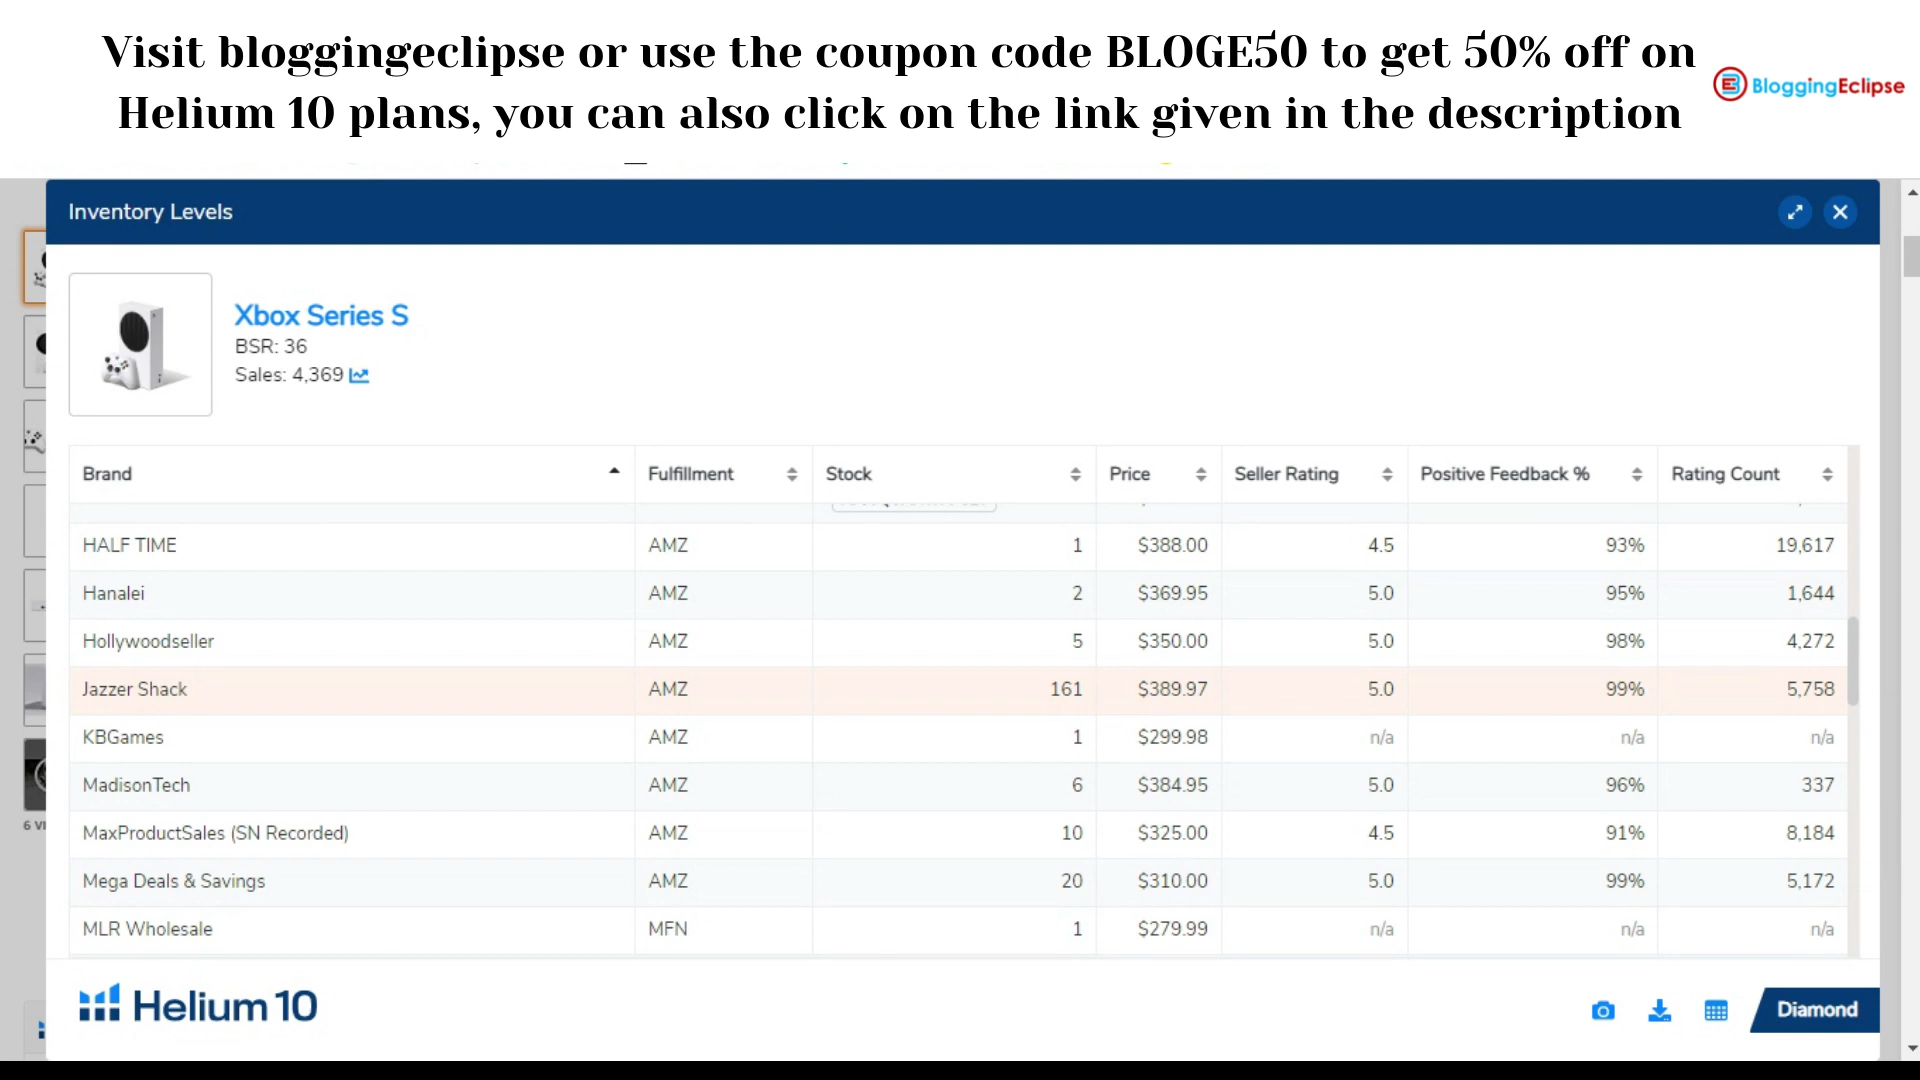 Visit bloggingeclipse or use the coupon code BLOGE50 to get 50% off on
Helium 10 plans, you can also click on the link given in the description
BloggingEclipse
Inventory Levels
Xbox Series S
BSR: 36
Sales: 4,369
Brand Fulfillment Stock Price Seller Rating Positive Feedback % Rating Count
HALF TIME AMZ 1 $388.00 4.5 93% 19,617
Hanalei AMZ 2 $369.95 5.0 95% 1,644
Hollywoodseller AMZ 5 $350.00 5.0 98% 4,272
Jazzer Shack AMZ 161 $389.97 5.0 99% 5,758
KBGames AMZ 1 $299.98 n/a n/a n/a
MadisonTech AMZ 6 $384.95 5.0 96% 337
MaxProductSales (SN Recorded) AMZ 10 $325.00 4.5 91% 8,184
Mega Deals & Savings AMZ 20 $310.00 5.0 99% 5,172
MLR Wholesale MFN 1 $279.99 n/a n/a n/a
6 VI
Helium 10
Diamond